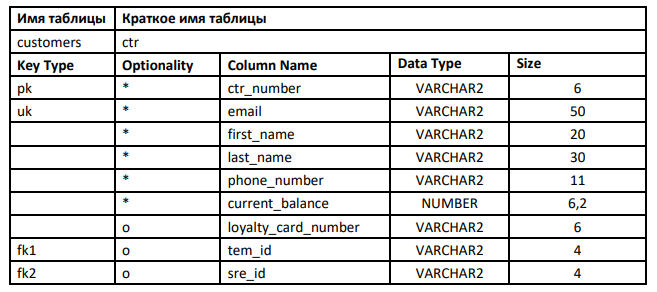 Имя таблицы Краткое имя таблицы
customers ctr
Key Type Optionality Column Name Data Type Size
pk * ctr_number VARCHAR2 6
uk * email VARCHAR2 50
* first_name VARCHAR2 20
* last_name VARCHAR2 30
* phone_number VARCHAR2 11
* current_balance NUMBER 6,2
o loyalty_card_number VARCHAR2 6
fk1 o tem_id VARCHAR2 4
fk2 o sre_id VARCHAR2 4